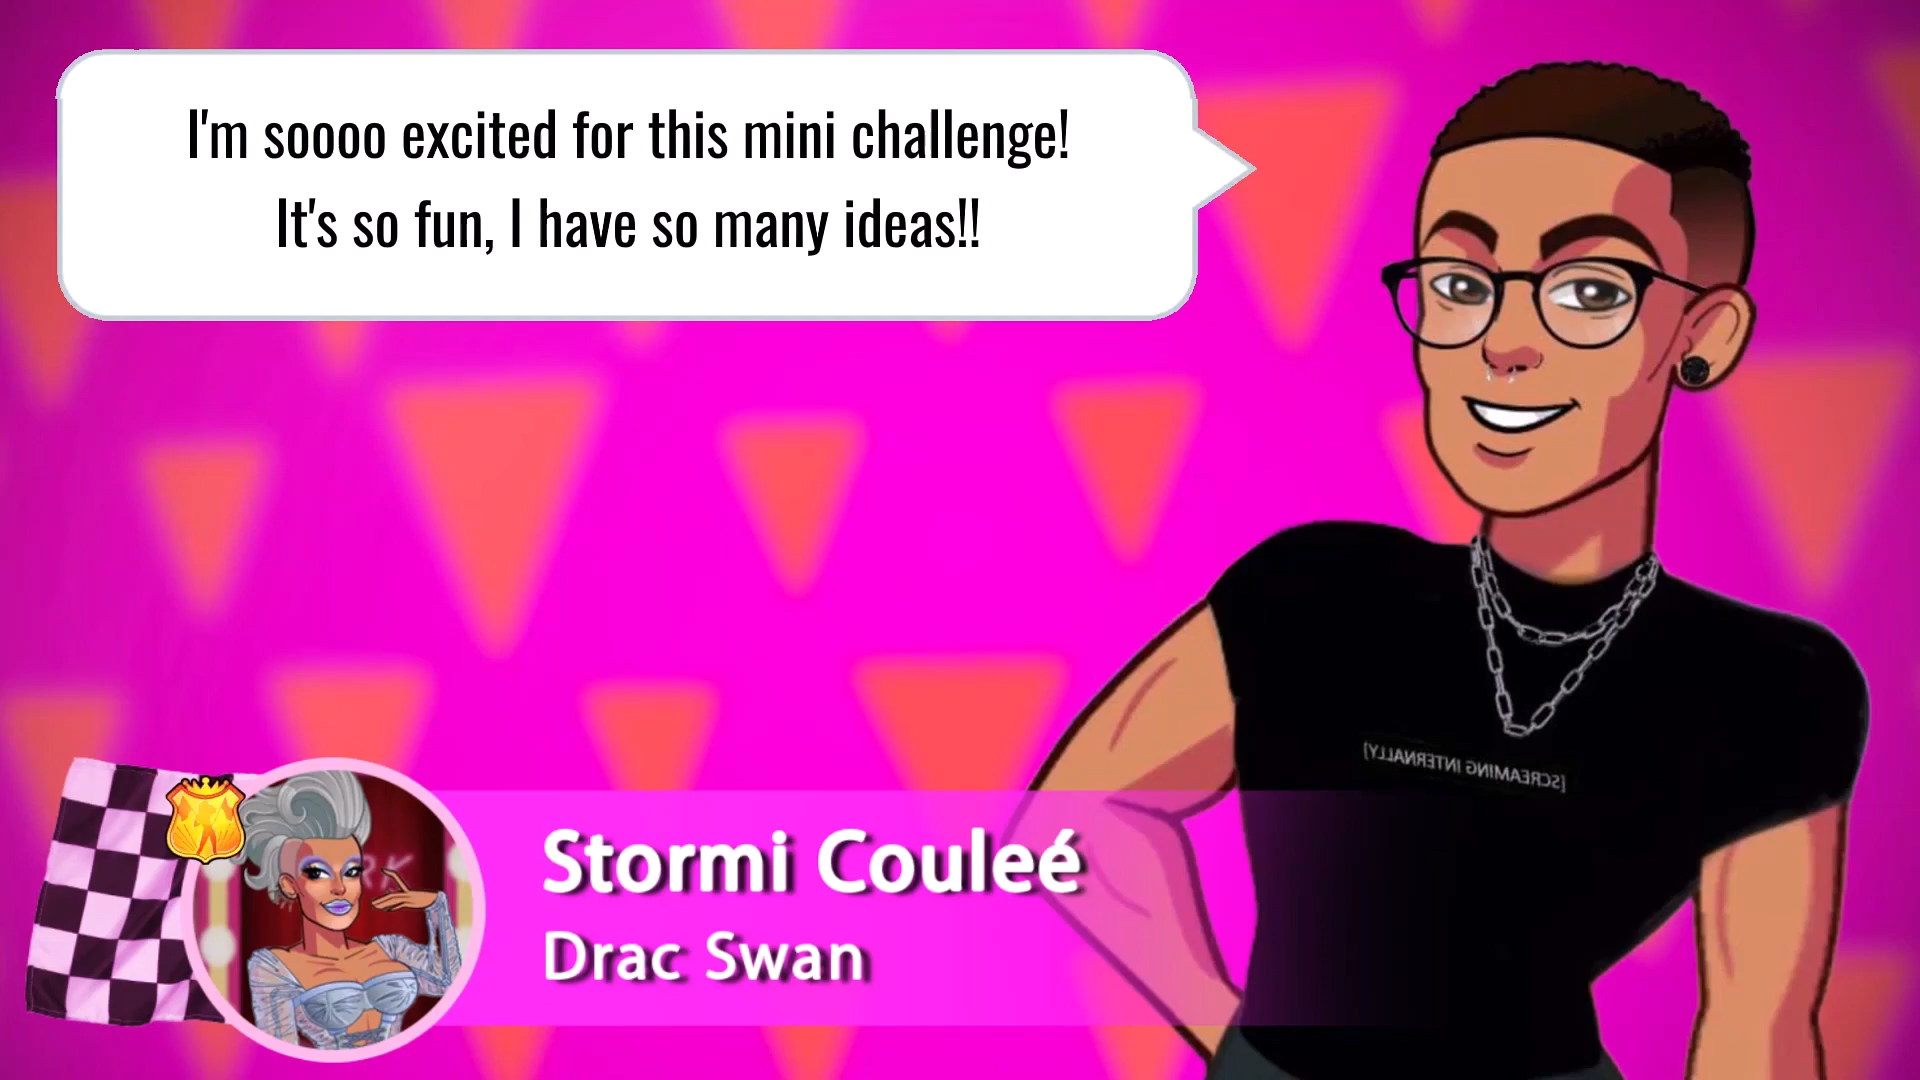 I'm soooo excited for this mini challenge!
It's so fun, I have so many ideas!!
[SCREAMING INTERNALLY]
RK
Stormi Couleé
Drac Swan